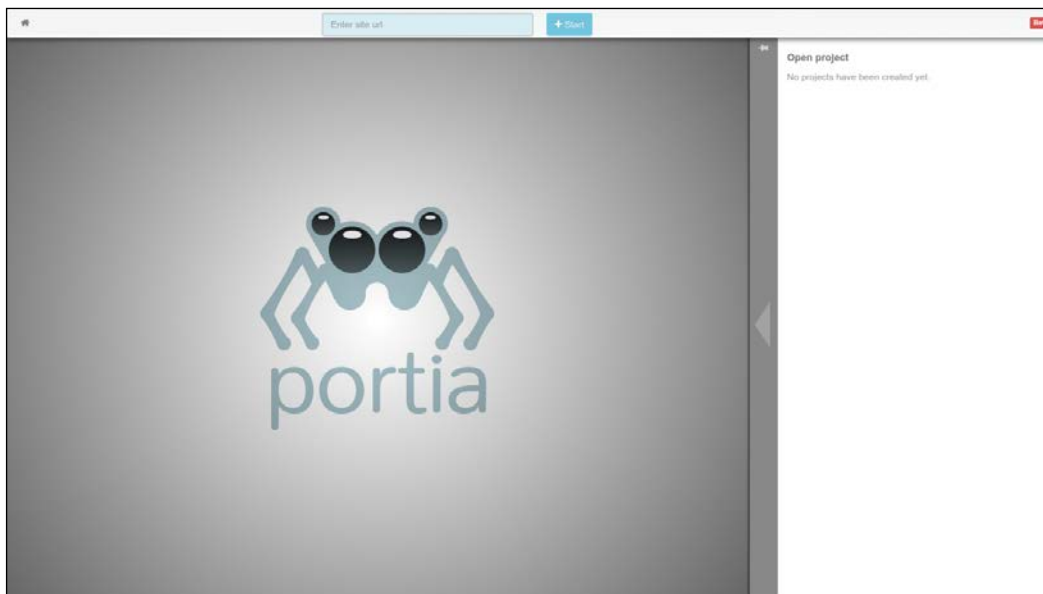 Enter site url
+ Start
Open project
No projects have been created yet.
portia